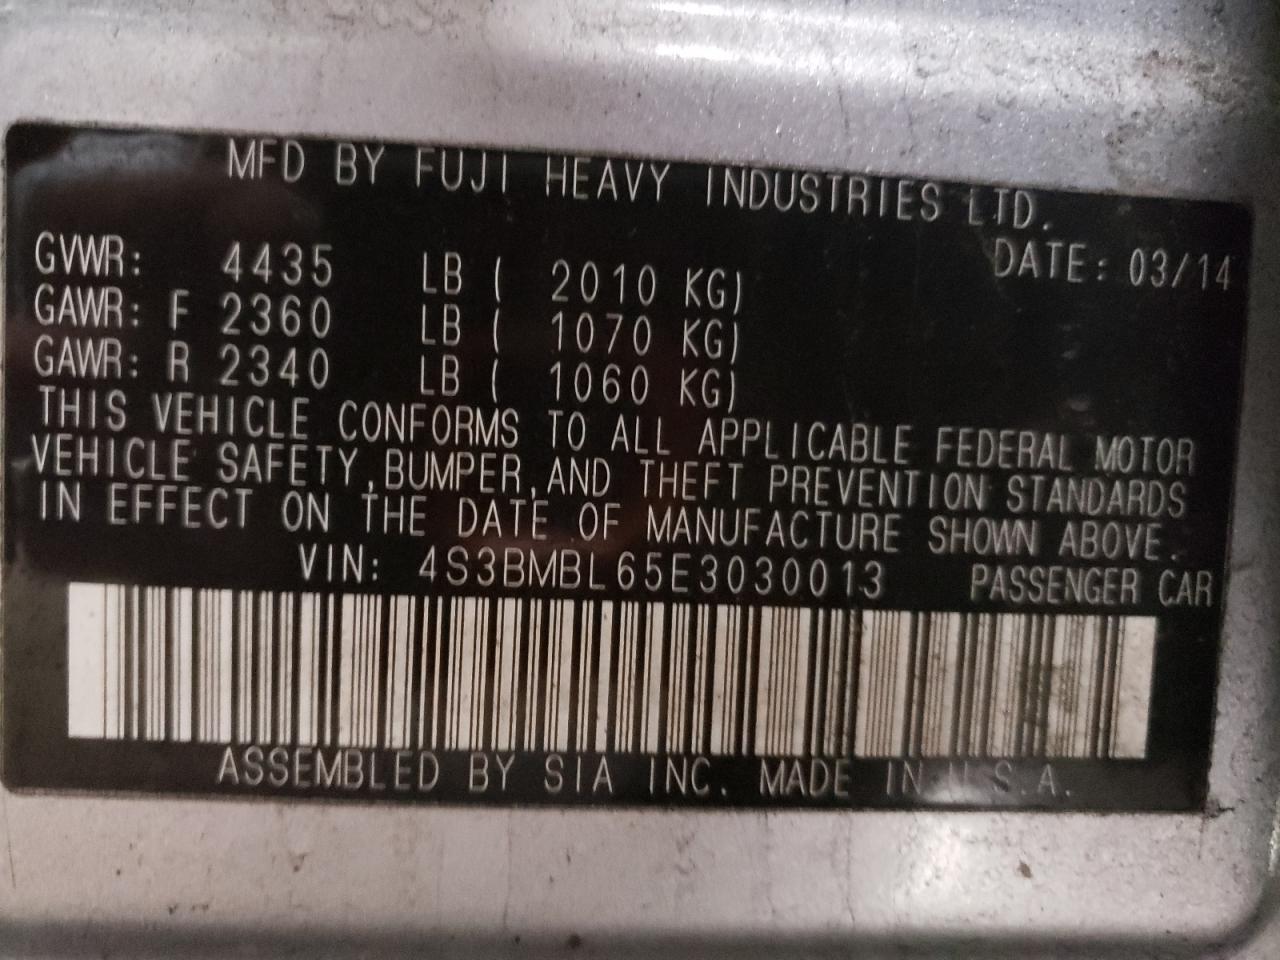 MFD BY FUJI HEAVY INDUSTRIES LTD.
DATE: 03/14
GVWR: 4435 LB ( 2010 KG)
GAWR: F 2360 LB ( 1070 KG)
GAWR: R 2340 LB ( 1060 KG)
THIS VEHICLE CONFORMS TO ALL APPLICABLE FEDERAL MOTOR
VEHICLE SAFETY,BUMPER,AND THEFT PREVENTION STANDARDS
IN EFFECT ON THE DATE OF MANUFACTURE SHOWN ABOVE.
VIN: 4S3BMBL65E3030013 PASSENGER CAR
ASSEMBLED BY SIA INC. MADE IN U.S.A.